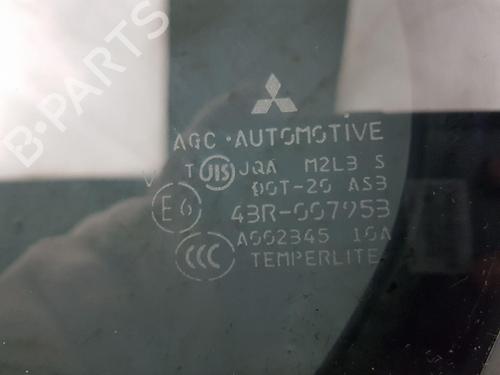 B-PARTS
AGC·AUTOMOTIVE
T JIS JQA M2L3 S
DOT-20 AS3
E6 43R-007953
A002345 10A
CCC TEMPERLITE